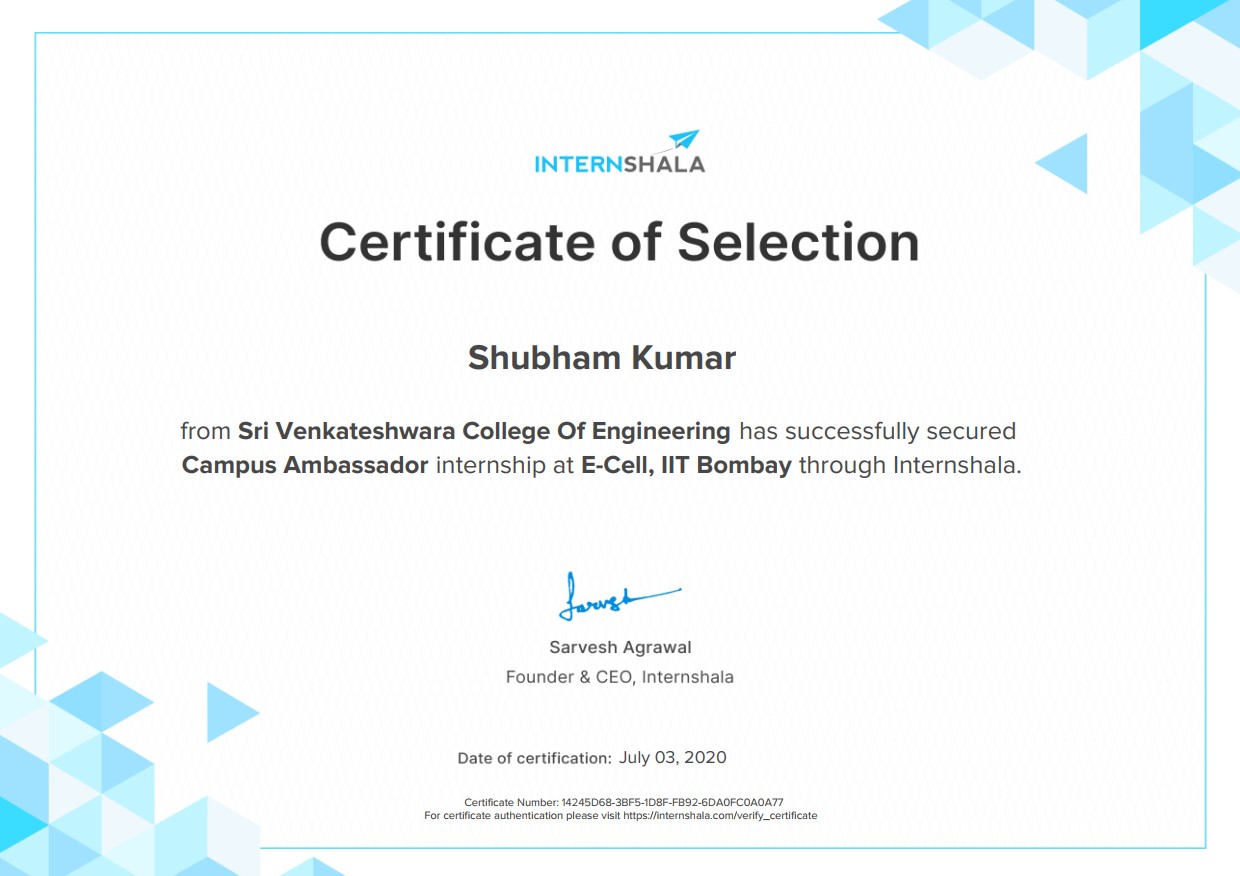 INTERNSHALA
Certificate of Selection
Shubham Kumar
from Sri Venkateshwara College Of Engineering has successfully secured
Campus Ambassador internship at E-Cell, IIT Bombay through Internshala.
Sarvesh
Sarvesh Agrawal
Founder & CEO, Internshala
Date of certification: July 03, 2020
Certificate Number: 14245D68-3BF5-1D8F-FB92-6DA0FC0A0A77
For certificate authentication please visit https://internshala.com/verify_certificate